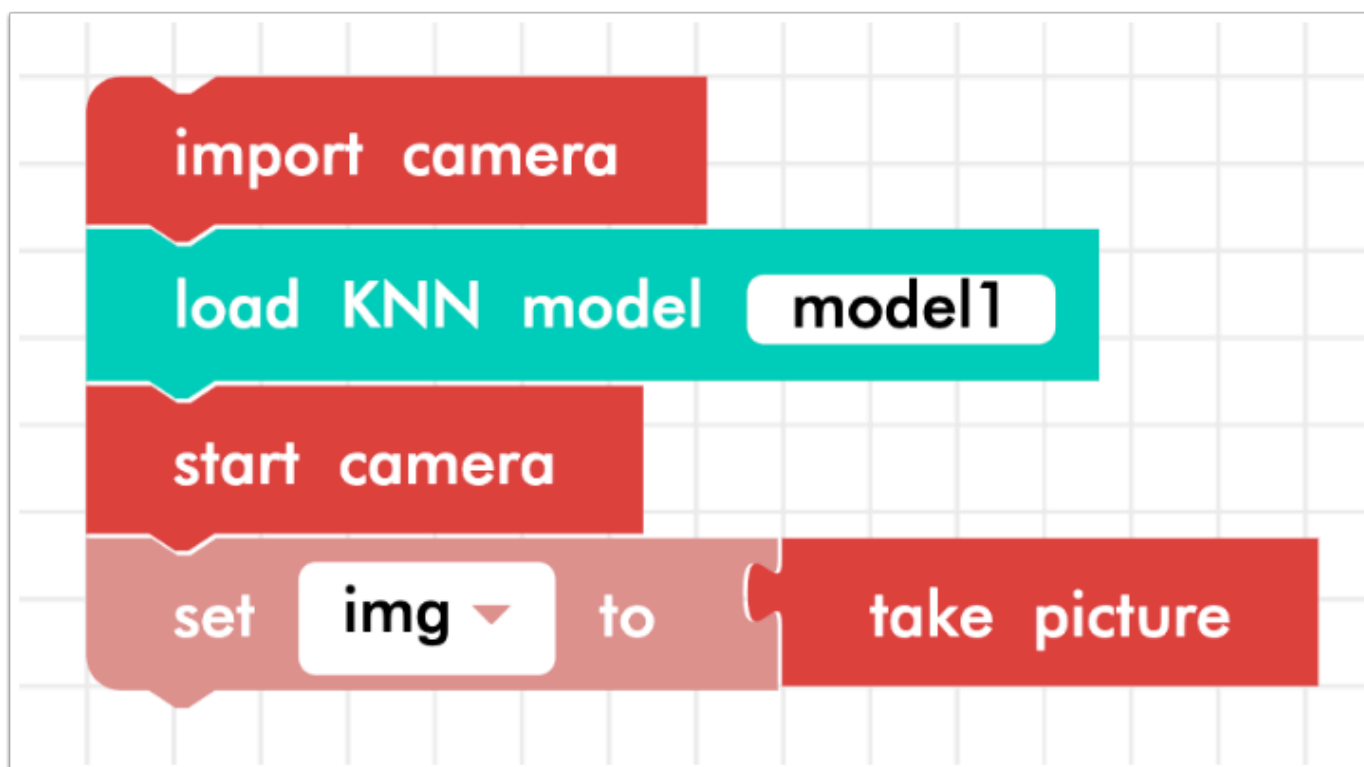 import camera
load KNN model model1
start camera
set img to take picture